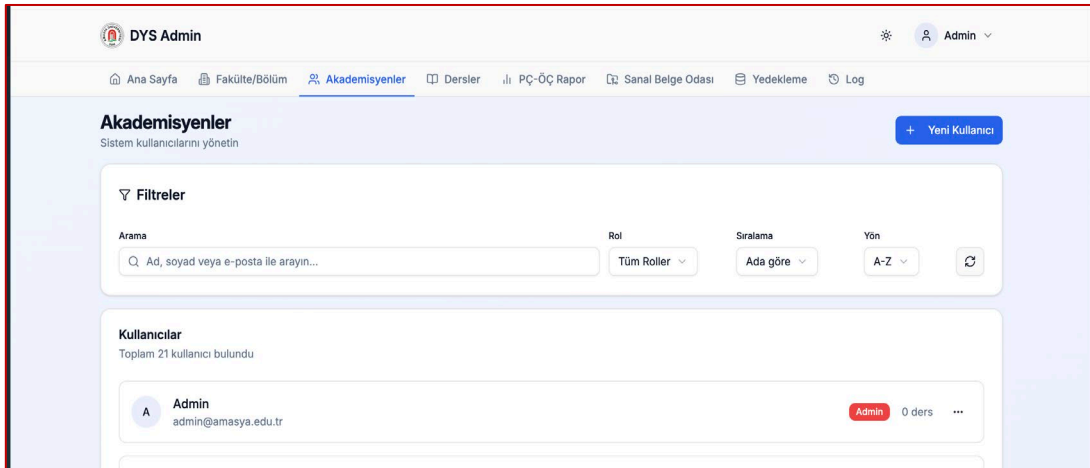 DYS Admin
Admin
Ana Sayfa Fakülte/Bölüm Akademisyenler Dersler PÇ-ÖÇ Rapor Sanal Belge Odası Yedekleme Log
Akademisyenler
Sistem kullanıcılarını yönetin
+ Yeni Kullanıcı
Filtreler
Arama Rol Sıralama Yön
Ad, soyad veya e-posta ile arayın... Tüm Roller Ada göre A-Z
Kullanıcılar
Toplam 21 kullanıcı bulundu
A Admin
admin@amasya.edu.tr
Admin 0 ders ...